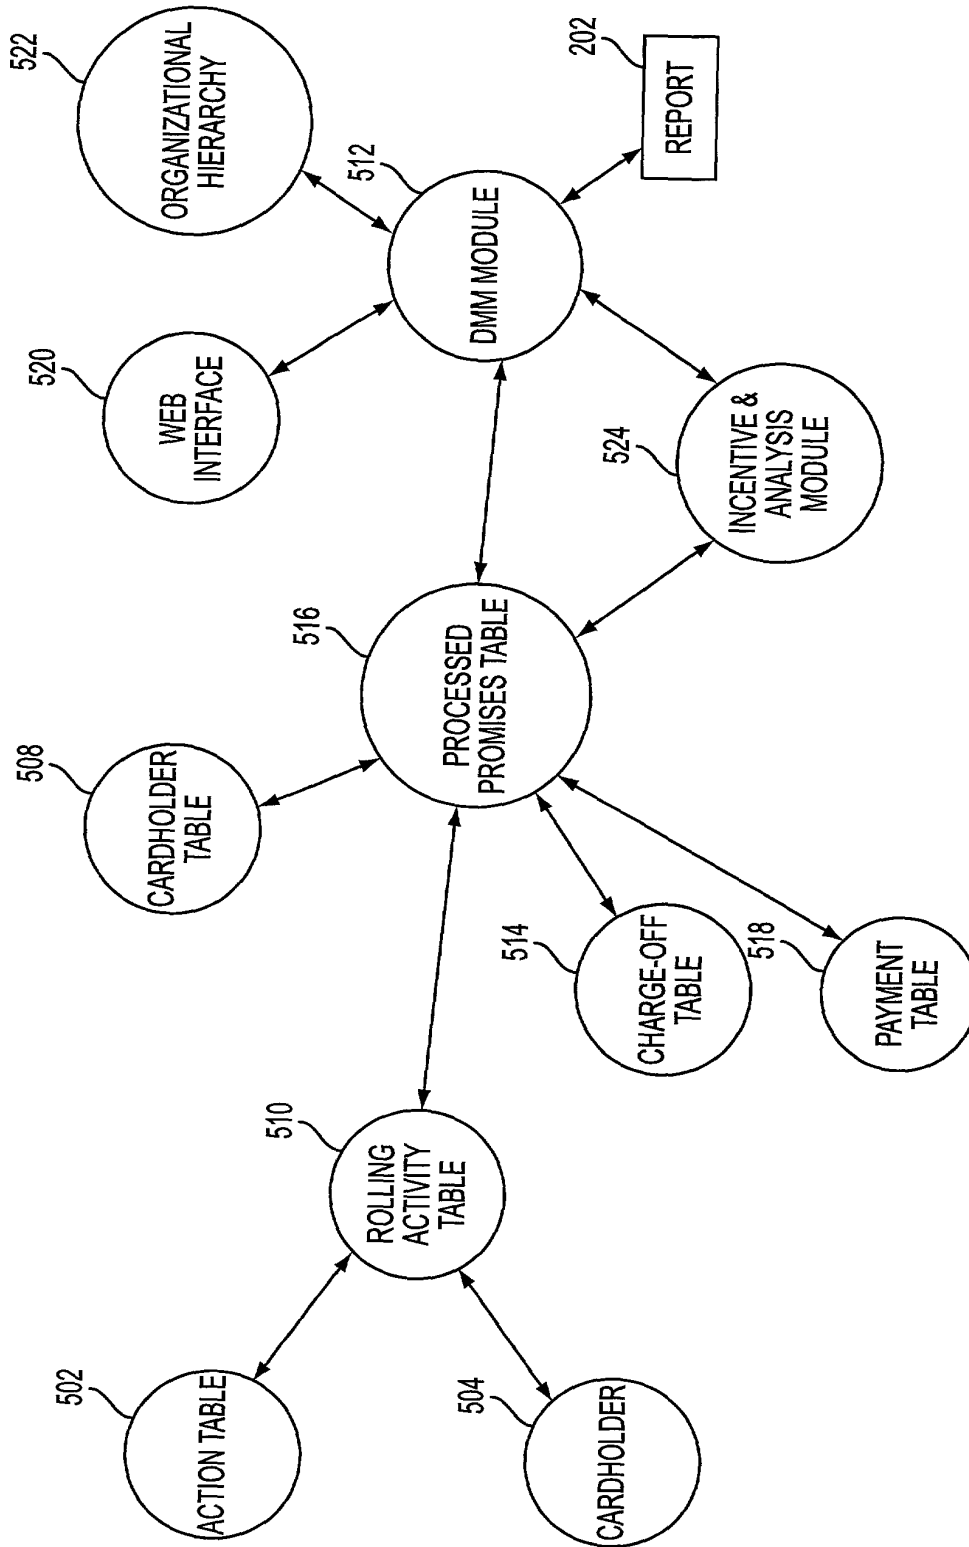 502
ACTION TABLE
504
CARDHOLDER
510
ROLLING
ACTIVITY
TABLE
508
CARDHOLDER
TABLE
514
CHARGE-OFF
TABLE
518
PAYMENT
TABLE
516
PROCESSED
PROMISES TABLE
520
WEB
INTERFACE
524
INCENTIVE &
ANALYSIS
MODULE
512
DMM MODULE
522
ORGANIZATIONAL
HIERARCHY
202
REPORT